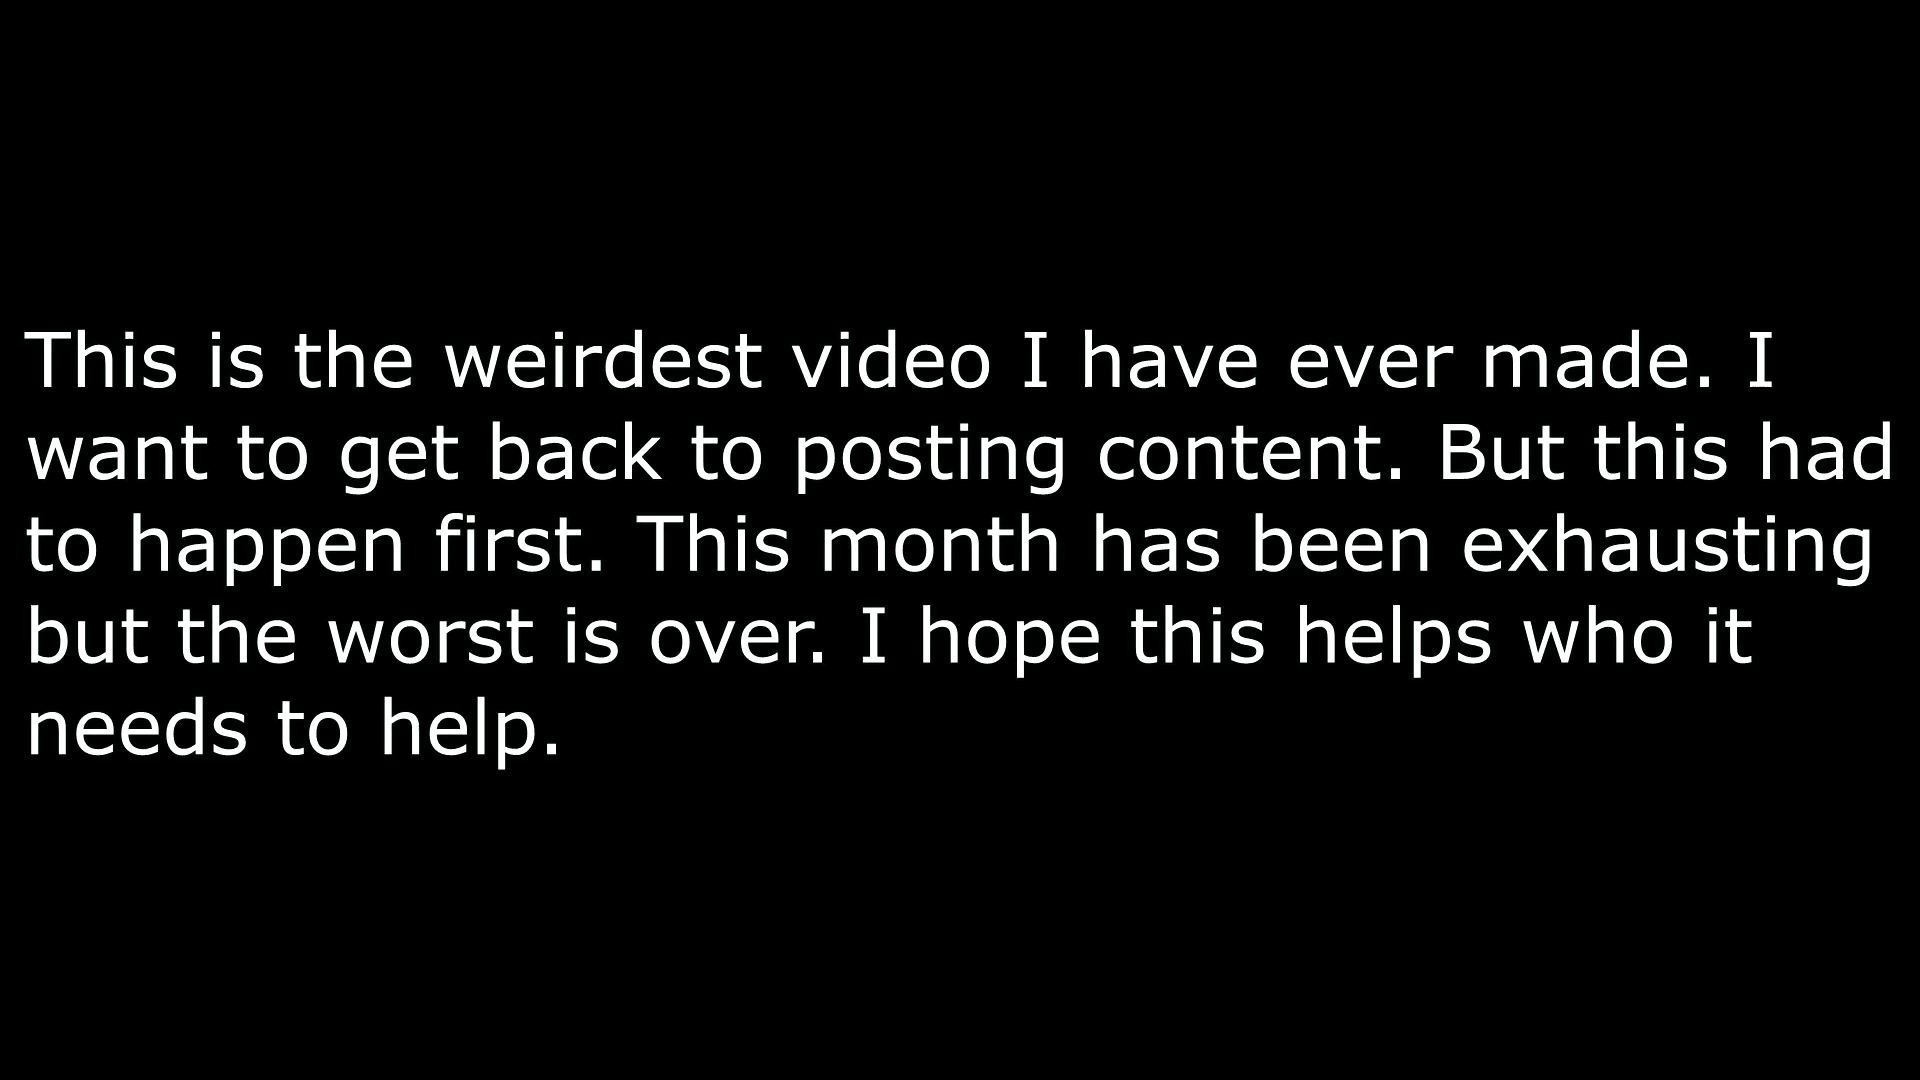 This is the weirdest video I have ever made. I
want to get back to posting content. But this had
to happen first. This month has been exhausting
but the worst is over. I hope this helps who it
needs to help.